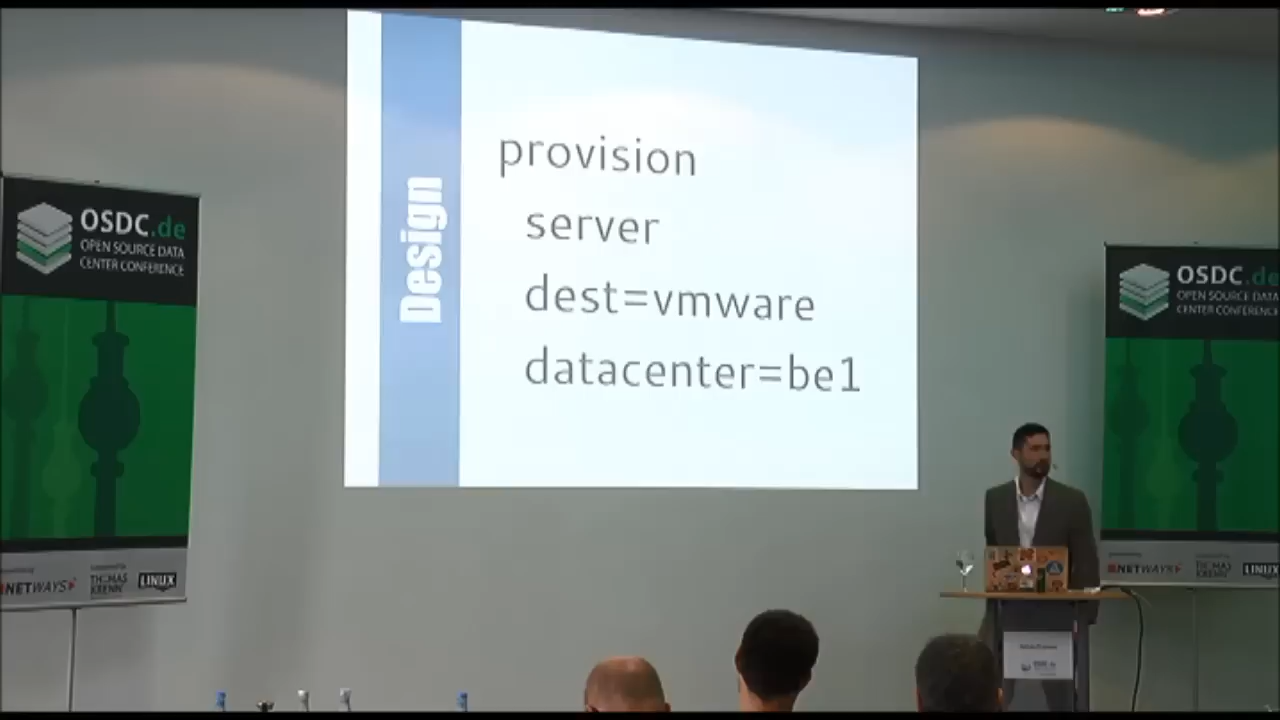 Design
provision
server
dest=vmware
datacenter=be1
OSDC.de
OPEN SOURCE DATA
CENTER CONFERENCE
NETWAYS
THOMAS
KRENN
LINUX
OSDC.de
OPEN SOURCE DATA
CENTER CONFERENCE
NETWAYS
THOMAS
KRENN
LINUX